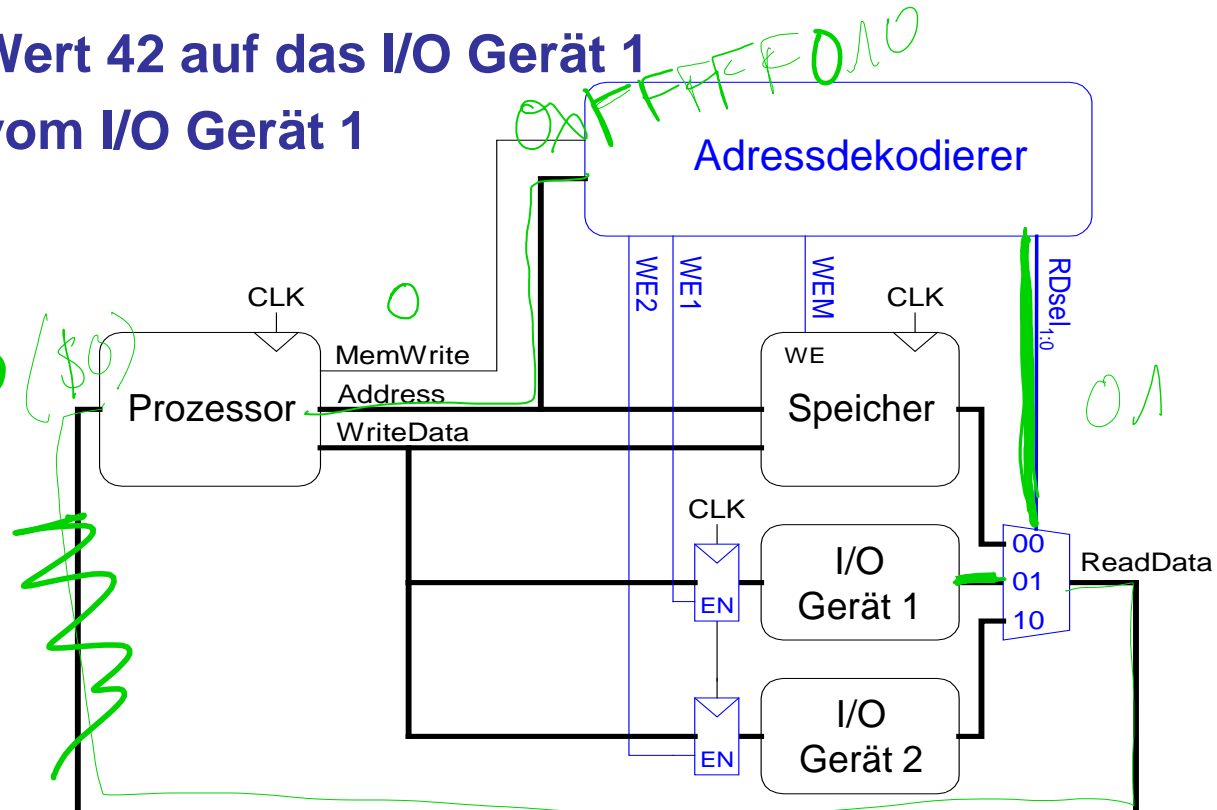 Wert 42 auf das I/O Gerät 1
vom I/O Gerät 1
0xFFFFF010
Adressdekodierer
WE2
WE1
WEM
RDsel1:0
CLK
0
CLK
($0)
MemWrite
WE
Prozessor
Address
Speicher
01
WriteData
CLK
00
I/O
Gerät 1
01
ReadData
EN
10
I/O
Gerät 2
EN